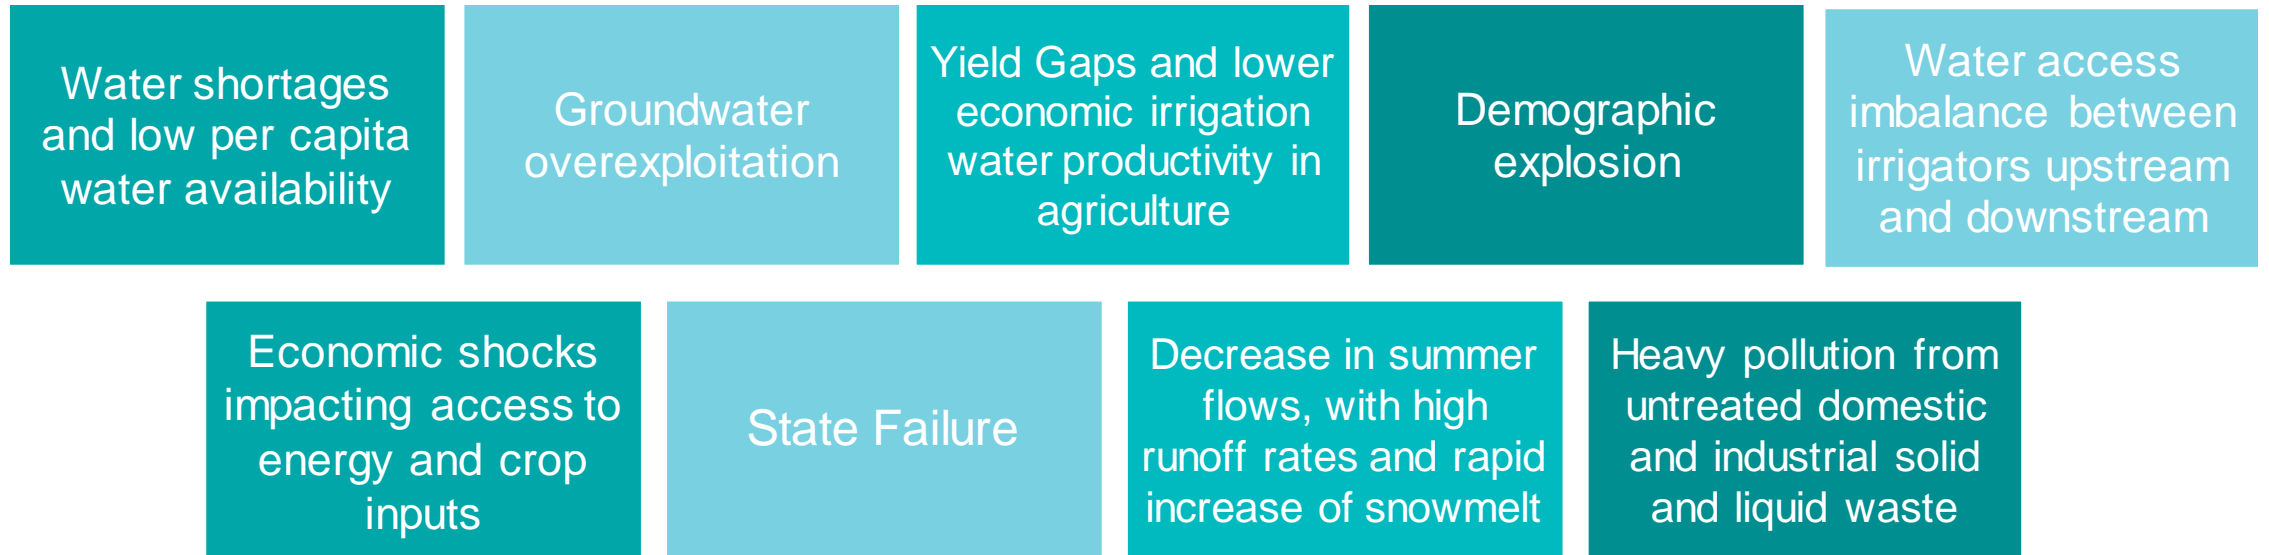 Water shortages
and low per capita
water availability
Groundwater
overexploitation
Yield Gaps and lower
economic irrigation
water productivity in
agriculture
Demographic
explosion
Water access
imbalance between
irrigators upstream
and downstream
Economic shocks
impacting access to
energy and crop
inputs
State Failure
Decrease in summer
flows, with high
runoff rates and rapid
increase of snowmelt
Heavy pollution from
untreated domestic
and industrial solid
and liquid waste